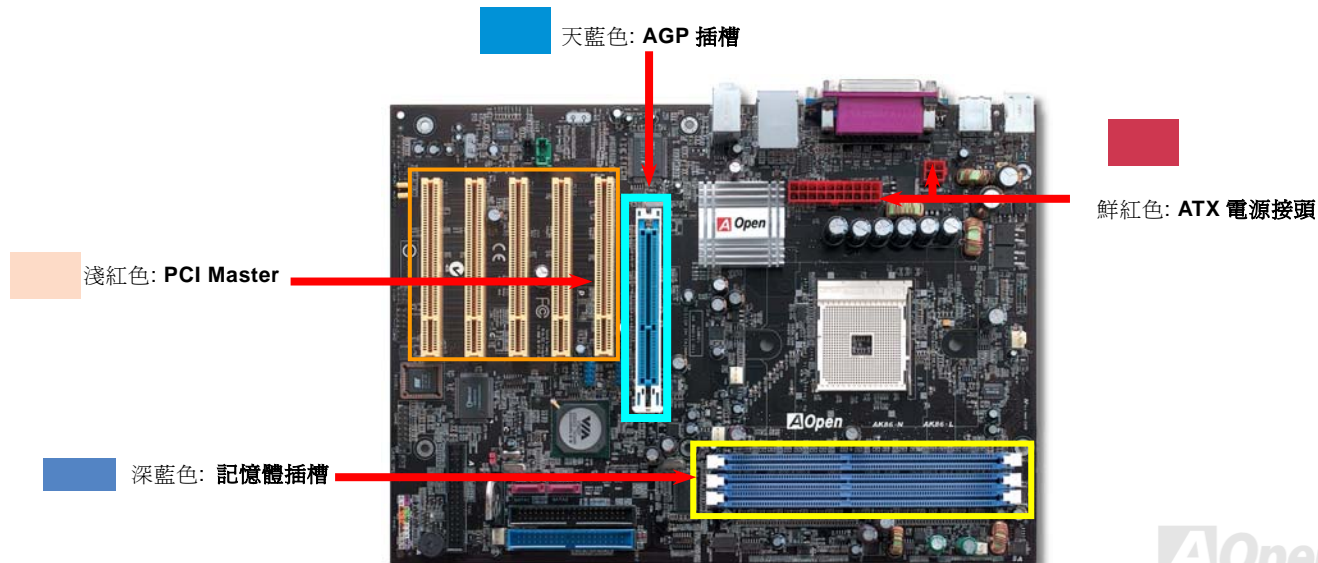 天藍色: AGP 插槽
鮮紅色: ATX 電源接頭
淺紅色: PCI Master
深藍色: 記憶體插槽
AOpen
VIA
AOpen AK86-N AK86-L
AOpen